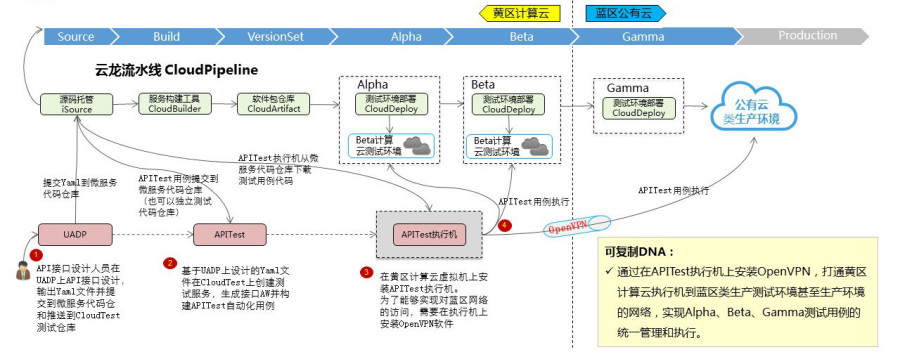 黄区计算云
蓝区公有云
Source
Build
VersionSet
Alpha
Beta
Gamma
Production
云龙流水线 CloudPipeline
源码托管
iSource
服务构建工具
CloudBuilder
软件包仓库
CloudArtifact
Alpha
测试环境部署
CloudDeploy
Beta计算
云测试环境
Beta
测试环境部署
CloudDeploy
Beta计算
云测试环境
Gamma
测试环境部署
CloudDeploy
公有云
类生产环境
提交Yaml到微服务
代码仓库
APITest用例提交到
微服务代码仓库
（也可以独立测试
代码仓库）
APITest执行机从微
服务代码仓库下载
测试用例代码
APITest用例执行
APITest用例执行
UADP
APITest
APITest执行机
4
OpenVPN
1
API接口设计人员在
UADP上API接口设计，
输出Yaml文件并提
交到微服务代码仓
和推送到CloudTest
测试仓库
2
基于UADP上设计的Yaml文
件在CloudTest上创建测
试服务，生成接口AW并构
建APITest自动化用例
3
在黄区计算云虚拟机上安
装APITest执行机。
为了能够实现对蓝区网络
的访问，需要在执行机上
安装OpenVPN软件
可复制DNA：
✓ 通过在APITest执行机上安装OpenVPN，打通黄区
计算云执行机到蓝区类生产测试环境甚至生产环境
的网络，实现Alpha、Beta、Gamma测试用例的
统一管理和执行。